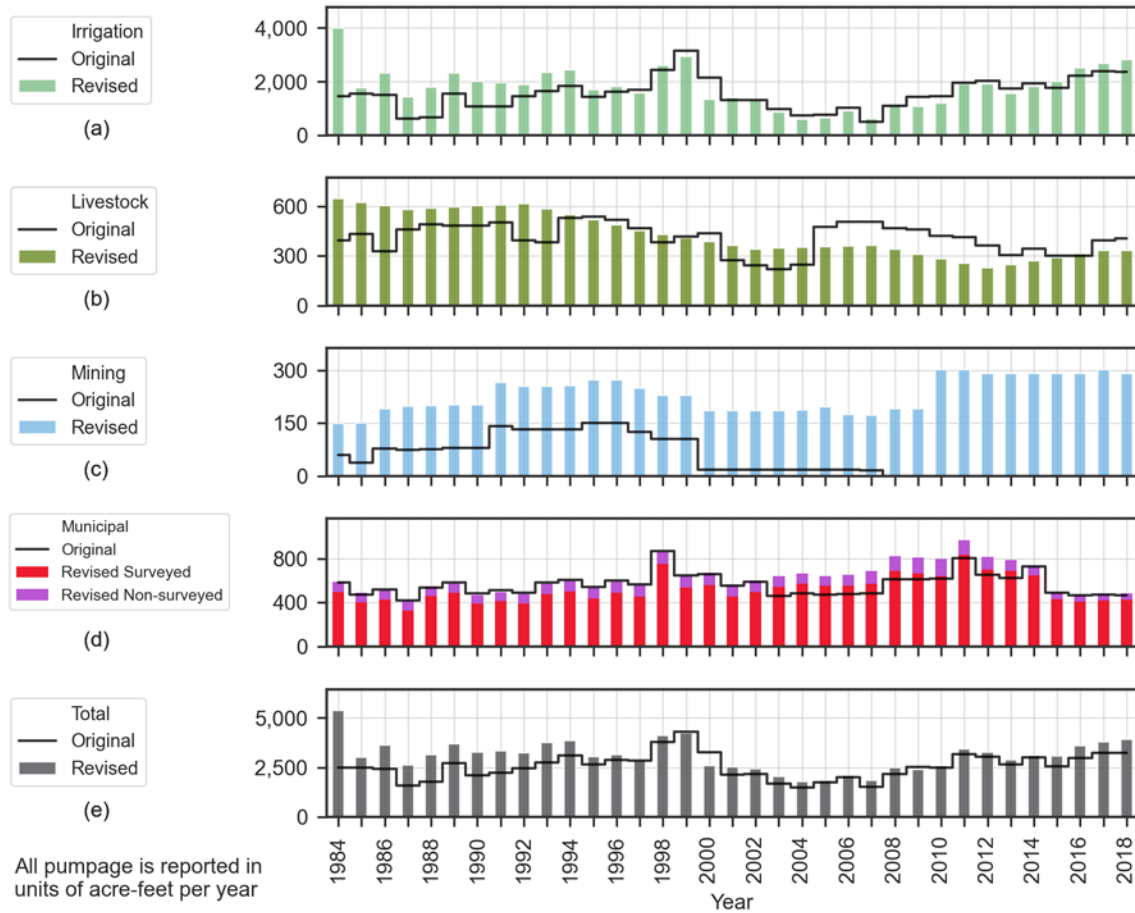 Irrigation
Original
Revised
(a)
4,000
2,000
0
Livestock
Original
Revised
(b)
600
300
0
Mining
Original
Revised
(c)
300
150
0
Municipal
Original
Revised Surveyed
Revised Non-surveyed
(d)
800
400
0
Total
Original
Revised
(e)
5,000
2,500
0
1984
1986
1988
1990
1992
1994
1996
1998
2000
2002
2004
2006
2008
2010
2012
2014
2016
2018
Year
All pumpage is reported in
units of acre-feet per year